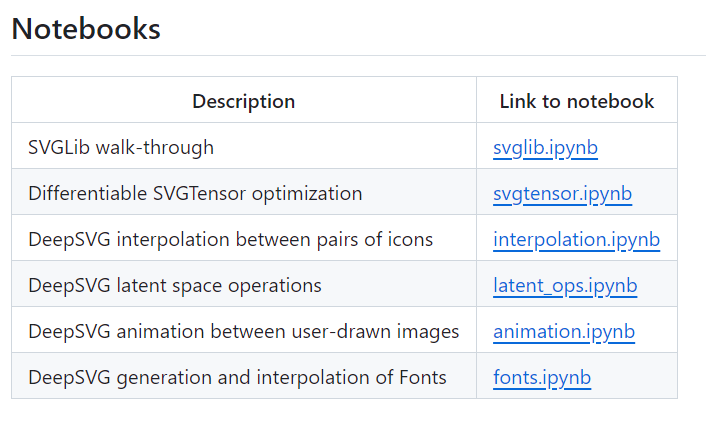 Notebooks
Description Link to notebook
SVGLib walk-through svglib.ipynb
Differentiable SVGTensor optimization svgtensor.ipynb
DeepSVG interpolation between pairs of icons interpolation.ipynb
DeepSVG latent space operations latent_ops.ipynb
DeepSVG animation between user-drawn images animation.ipynb
DeepSVG generation and interpolation of Fonts fonts.ipynb